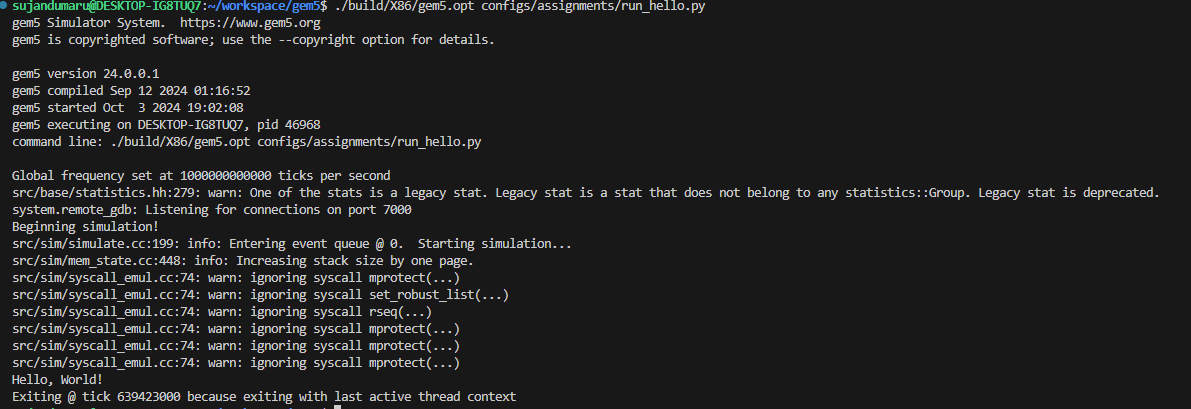 sujandumaru@DESKTOP-IG8TUQ7:~/workspace/gem5$ ./build/X86/gem5.opt configs/assignments/run_hello.py
gem5 Simulator System.  https://www.gem5.org
gem5 is copyrighted software; use the --copyright option for details.

gem5 version 24.0.0.1
gem5 compiled Sep 12 2024 01:16:52
gem5 started Oct  3 2024 19:02:08
gem5 executing on DESKTOP-IG8TUQ7, pid 46968
command line: ./build/X86/gem5.opt configs/assignments/run_hello.py

Global frequency set at 1000000000000 ticks per second
src/base/statistics.hh:279: warn: One of the stats is a legacy stat. Legacy stat is a stat that does not belong to any statistics::Group. Legacy stat is deprecated.
system.remote_gdb: Listening for connections on port 7000
Beginning simulation!
src/sim/simulate.cc:199: info: Entering event queue @ 0.  Starting simulation...
src/sim/mem_state.cc:448: info: Increasing stack size by one page.
src/sim/syscall_emul.cc:74: warn: ignoring syscall mprotect(...)
src/sim/syscall_emul.cc:74: warn: ignoring syscall set_robust_list(...)
src/sim/syscall_emul.cc:74: warn: ignoring syscall rseq(...)
src/sim/syscall_emul.cc:74: warn: ignoring syscall mprotect(...)
src/sim/syscall_emul.cc:74: warn: ignoring syscall mprotect(...)
src/sim/syscall_emul.cc:74: warn: ignoring syscall mprotect(...)
Hello, World!
Exiting @ tick 639423000 because exiting with last active thread context